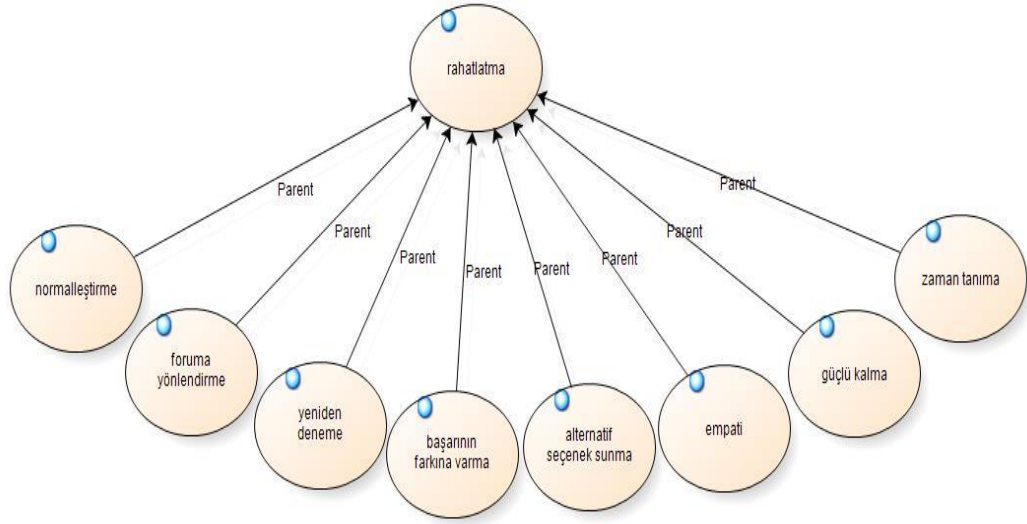 rahatlatma
Parent
Parent
Parent
Parent
Parent
Parent
Parent
Parent
normalleştirme
foruma
yönlendirme
yeniden
deneme
başarının
farkına varma
alternatif
seçenek sunma
empati
güçlü kalma
zaman tanıma